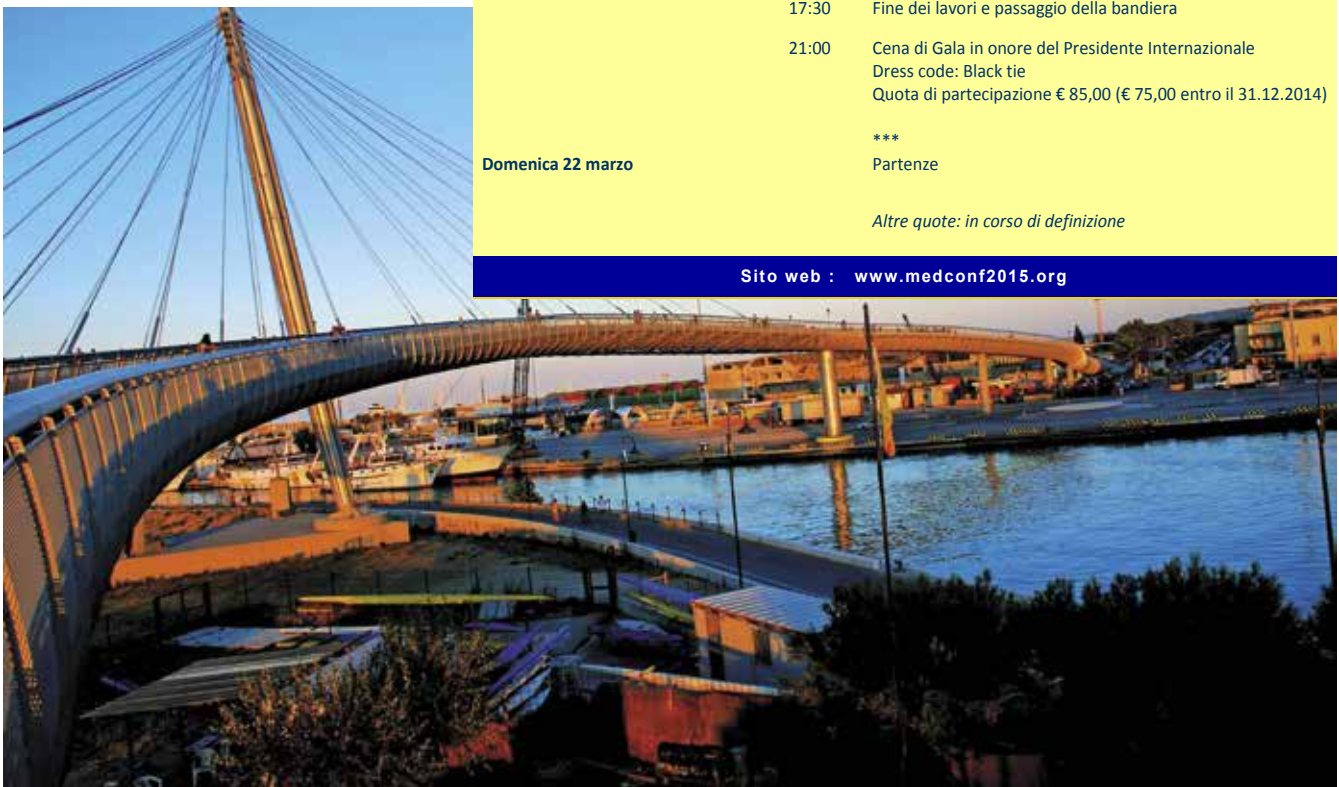 17:30 Fine dei lavori e passaggio della bandiera
21:00 Cena di Gala in onore del Presidente Internazionale
Dress code: Black tie
Quota di partecipazione € 85,00 (€ 75,00 entro il 31.12.2014)
***
Domenica 22 marzo Partenze
Altre quote: in corso di definizione
Sito web : www.medconf2015.org